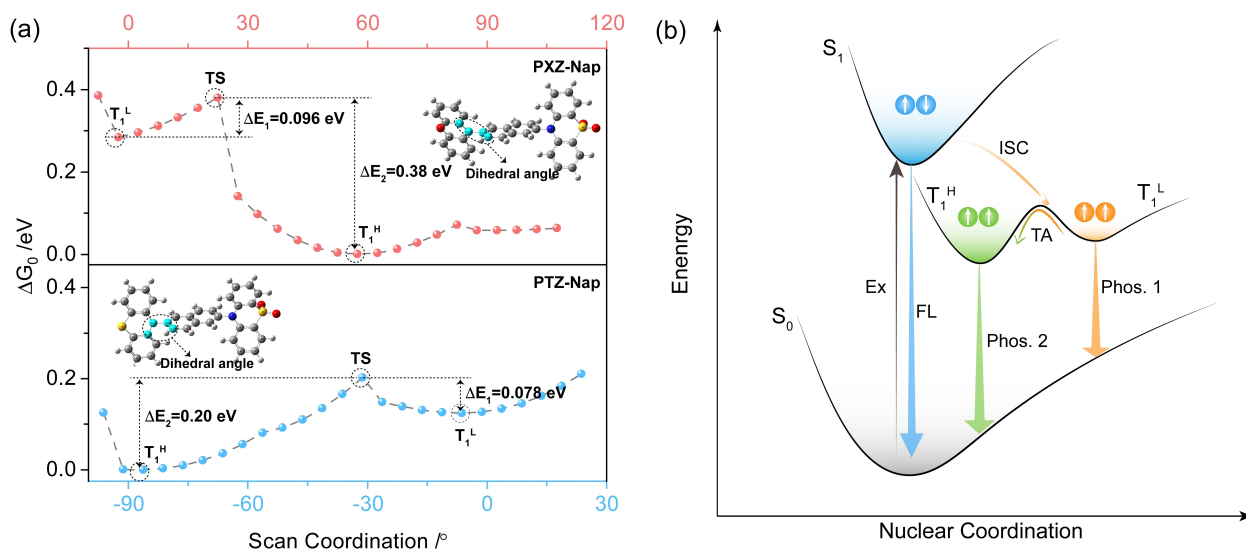 (a)
0 30 60 90 120
PXZ-Nap
TS
T₁ᴸ
ΔE₁=0.096 eV
ΔE₂=0.38 eV
Dihedral angle
T₁ᴴ
0.4
0.2
0.0
ΔG₀ /eV
PTZ-Nap
Dihedral angle
TS
ΔE₂=0.20 eV
ΔE₁=0.078 eV
T₁ᴴ
T₁ᴸ
0.4
0.2
0.0
-90 -60 -30 0 30
Scan Coordination /°
(b)
S₁
ISC
T₁ᴴ
T₁ᴸ
TA
Ex
FL
Phos. 1
Phos. 2
S₀
Enenrgy
Nuclear Coordination